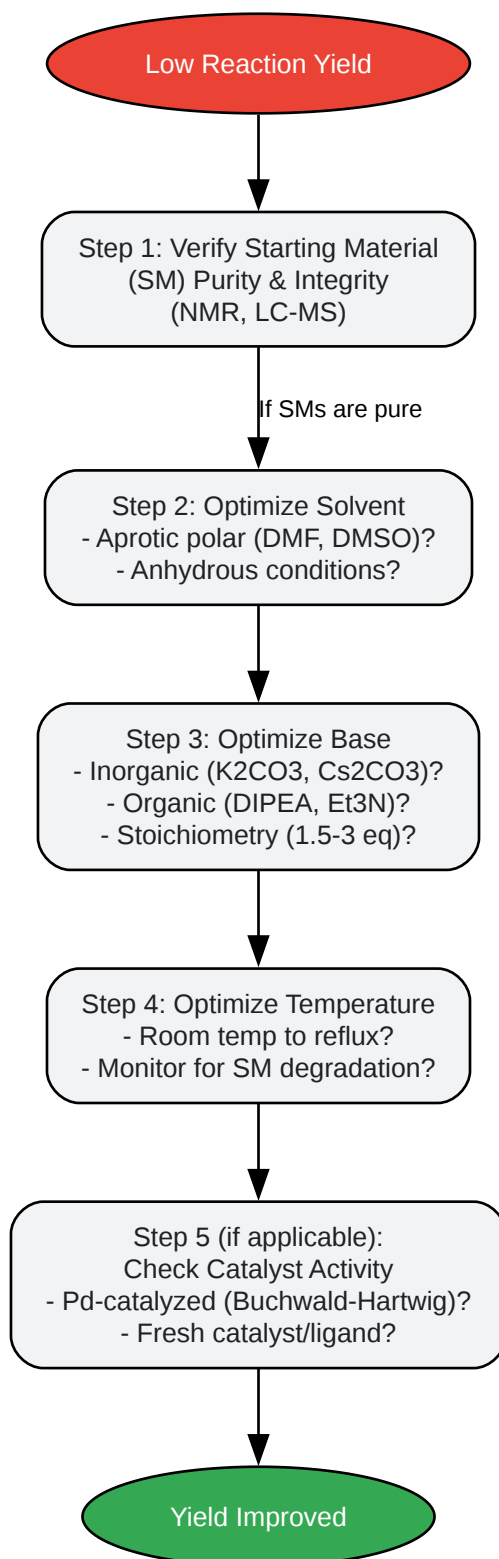 Low Reaction Yield
Step 1: Verify Starting Material
(SM) Purity & Integrity
(NMR, LC-MS)
If SMs are pure
Step 2: Optimize Solvent
- Aprotic polar (DMF, DMSO)?
- Anhydrous conditions?
Step 3: Optimize Base
- Inorganic (K2CO3, Cs2CO3)?
- Organic (DIPEA, Et3N)?
- Stoichiometry (1.5-3 eq)?
Step 4: Optimize Temperature
- Room temp to reflux?
- Monitor for SM degradation?
Step 5 (if applicable):
Check Catalyst Activity
- Pd-catalyzed (Buchwald-Hartwig)?
- Fresh catalyst/ligand?
Yield Improved